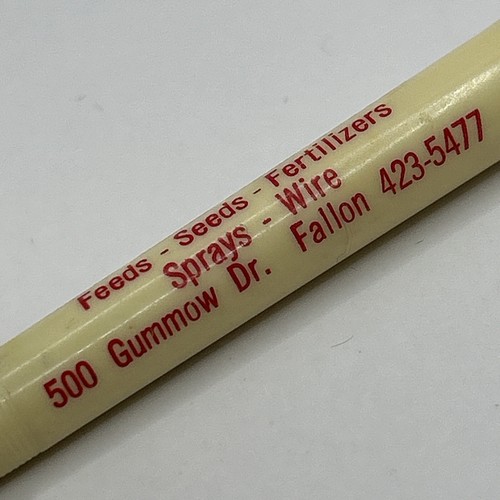 Feeds - Seeds - Fertilizers
Sprays - Wire
500 Gummow Dr. Fallon 423-5477